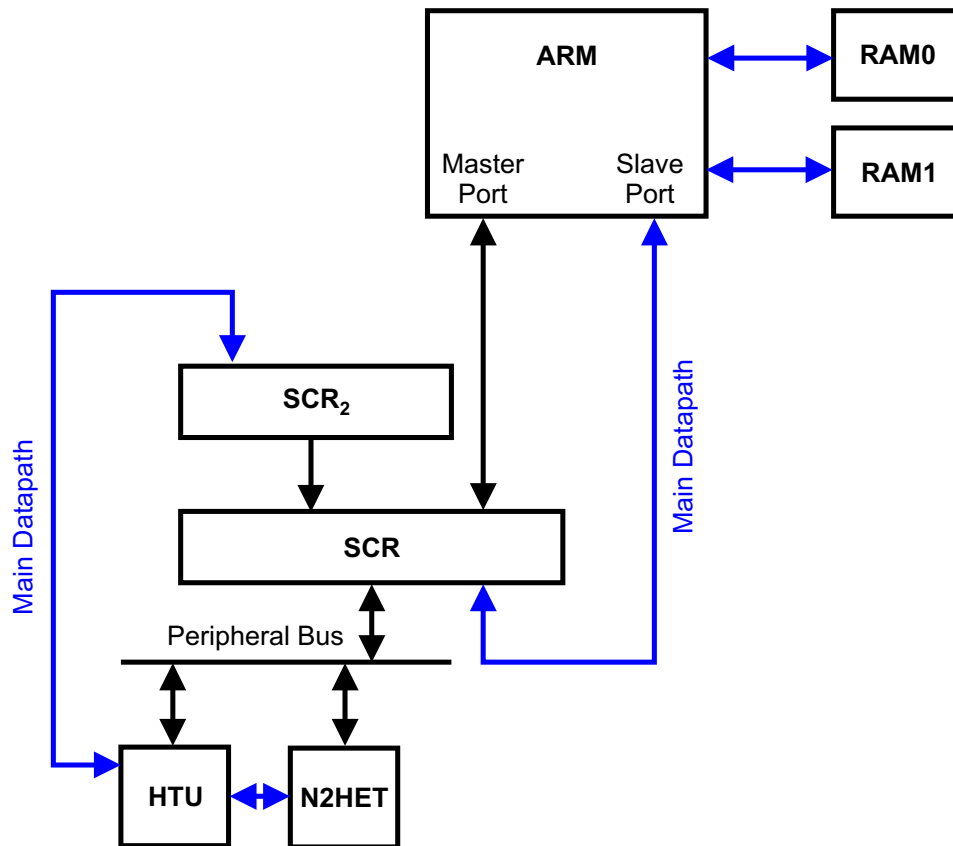 ARM
RAM0
Master
Port
Slave
Port
RAM1
SCR₂
Main Datapath
Main Datapath
SCR
Peripheral Bus
HTU
N2HET